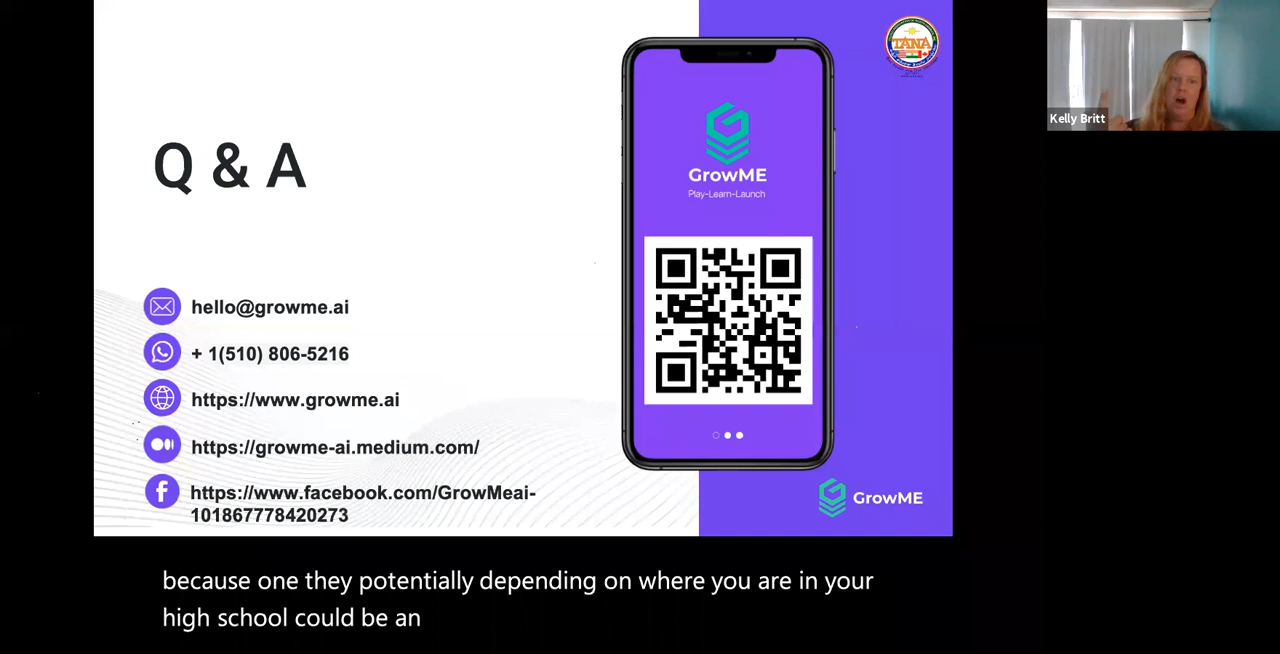 Q & A
hello@growme.ai
+ 1(510) 806-5216
https://www.growme.ai
https://growme-ai.medium.com/
https://www.facebook.com/GrowMeai-
101867778420273
TANA
GrowME
Play-Learn-Launch
GrowME
Kelly Britt
because one they potentially depending on where you are in your
high school could be an